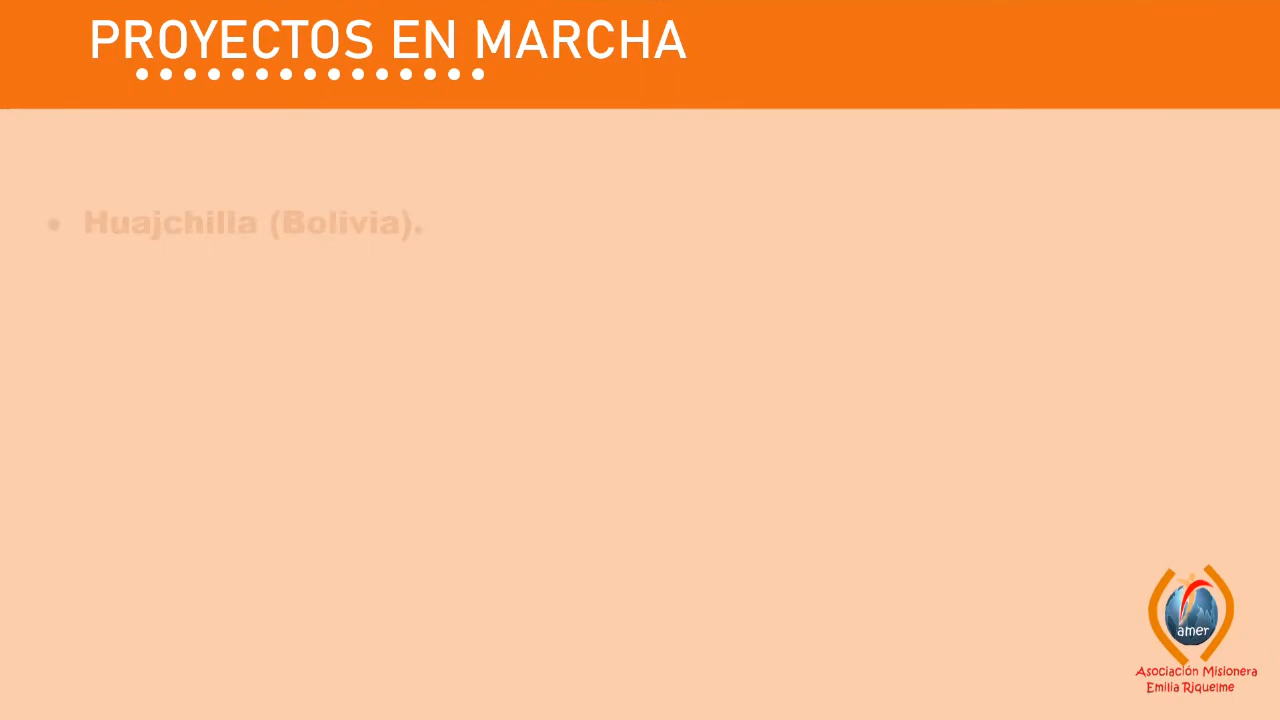 PROYECTOS EN MARCHA
• Huajchilla (Bolivia).
amer
Asociación Misionera
Emilia Riquelme